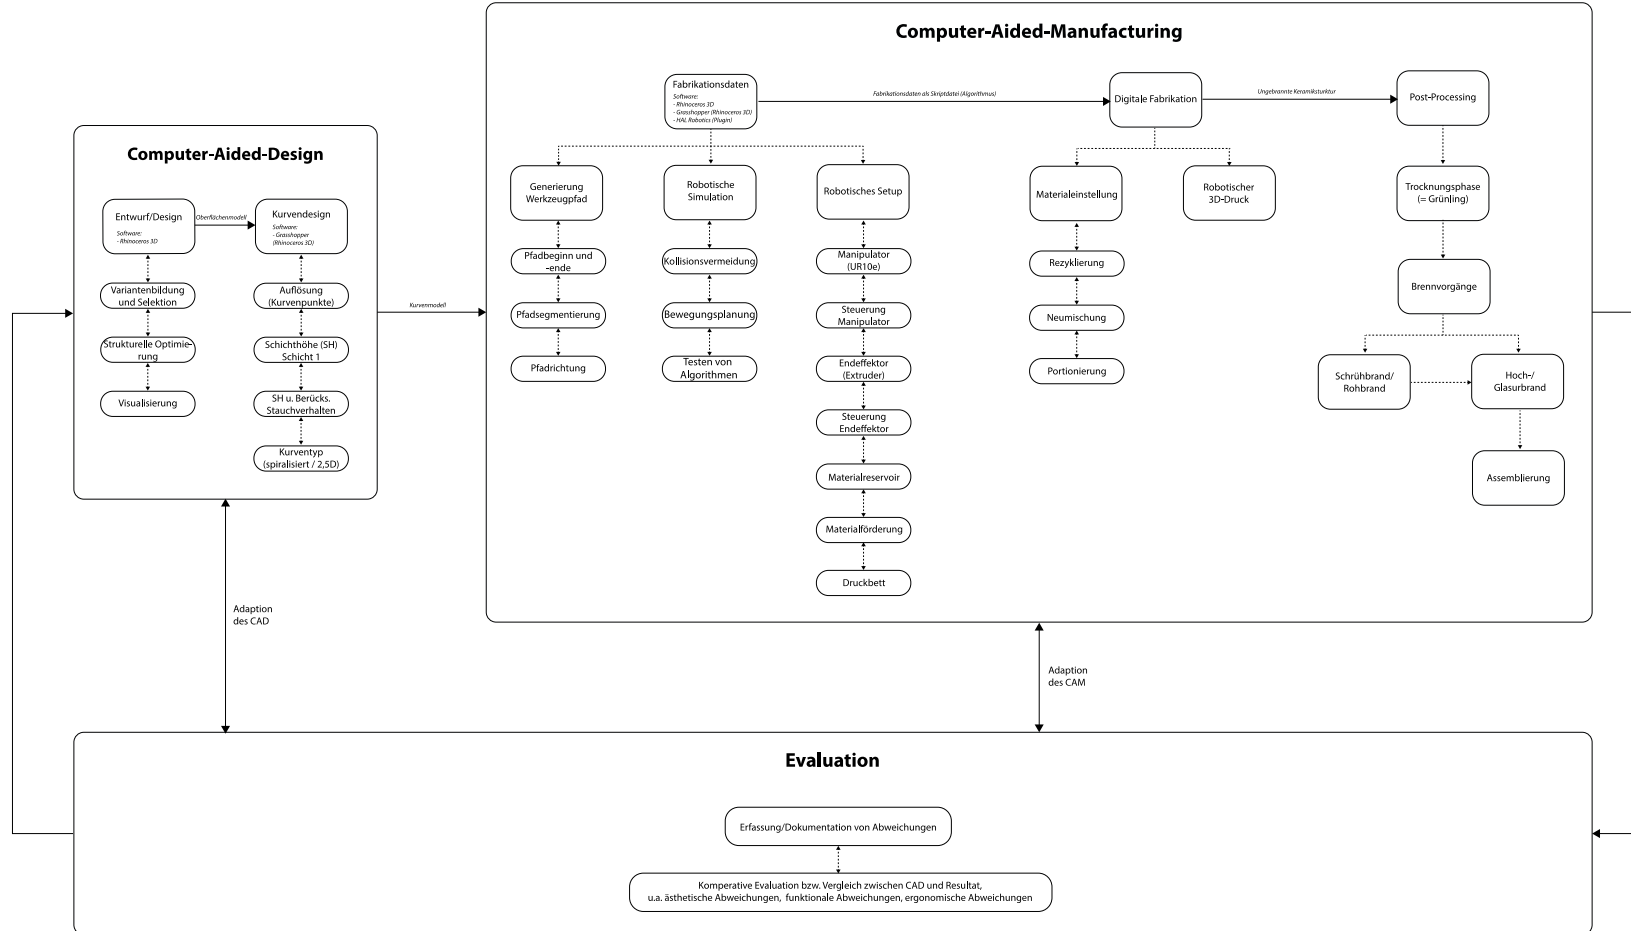 Computer-Aided-Manufacturing
Fabrikationsdaten
Software:
- Rhinoceros 3D
- Grasshopper (Rhinoceros 3D)
- HAL Robotics (Plugin)
Fabrikationsdaten als Skriptdatei (Algorithmus)
Digitale Fabrikation
Ungebrannte Keramiksturktur
Post-Processing
Generierung
Werkzeugpfad
Robotische
Simulation
Robotisches Setup
Materialeinstellung
Robotischer
3D-Druck
Trocknungsphase
(= Grünling)
Pfadbeginn und
-ende
Pfadsegmentierung
Pfadrichtung
Kollisionsvermeidung
Bewegungsplanung
Testen von
Algorithmen
Manipulator
(UR10e)
Steuerung
Manipulator
Endeffektor
(Extruder)
Steuerung
Endeffektor
Materialreservoir
Materialförderung
Druckbett
Rezyklierung
Neumischung
Portionierung
Brennvorgänge
Schrühbrand/
Rohbrand
Hoch-/
Glasurbrand
Assemblierung
Computer-Aided-Design
Entwurf/Design
Software:
- Rhinoceros 3D
Oberflächenmodell
Kurvendesign
Software:
- Grasshopper
(Rhinoceros 3D)
Variantenbildung
und Selektion
Strukturelle Optimie-
rung
Visualisierung
Auflösung
(Kurvenpunkte)
Schichthöhe (SH)
Schicht 1
SH u. Berücks.
Stauchverhalten
Kurventyp
(spiralisiert / 2,5D)
Kurvenmodell
Adaption
des CAD
Adaption
des CAM
Evaluation
Erfassung/Dokumentation von Abweichungen
Komperative Evaluation bzw. Vergleich zwischen CAD und Resultat,
u.a. ästhetische Abweichungen, funktionale Abweichungen, ergonomische Abweichungen